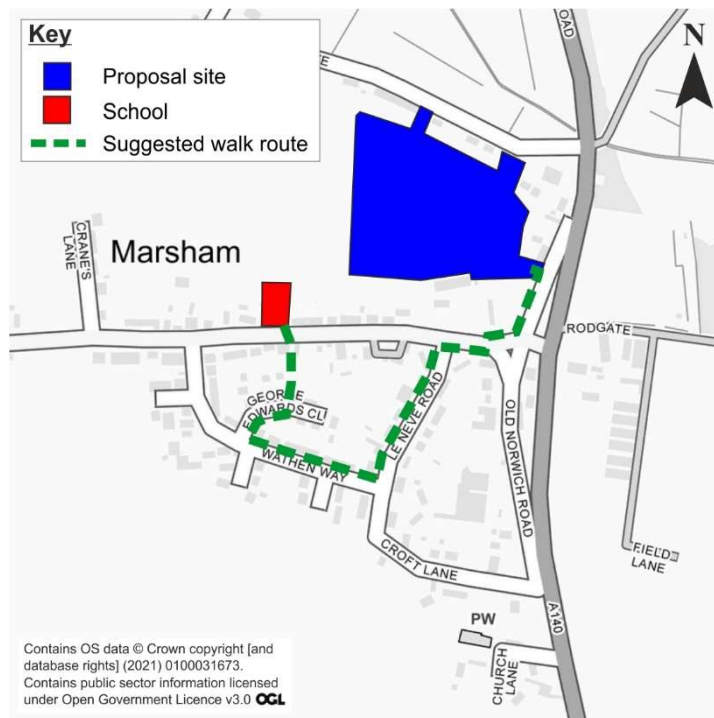 Key
Proposal site
School
Suggested walk route
N
OAD
E
Marsham
CRANE'S
LANE
RODGATE
GEORGE
EDWARDS CL
LE NEVE ROAD
WATHEN WAY
OLD NORWICH ROAD
CROFT LANE
FIELD
LANE
A140
PW
CHURCH
LANE
Contains OS data © Crown copyright [and
database rights] (2021) 0100031673.
Contains public sector information licensed
under Open Government Licence v3.0 OGL